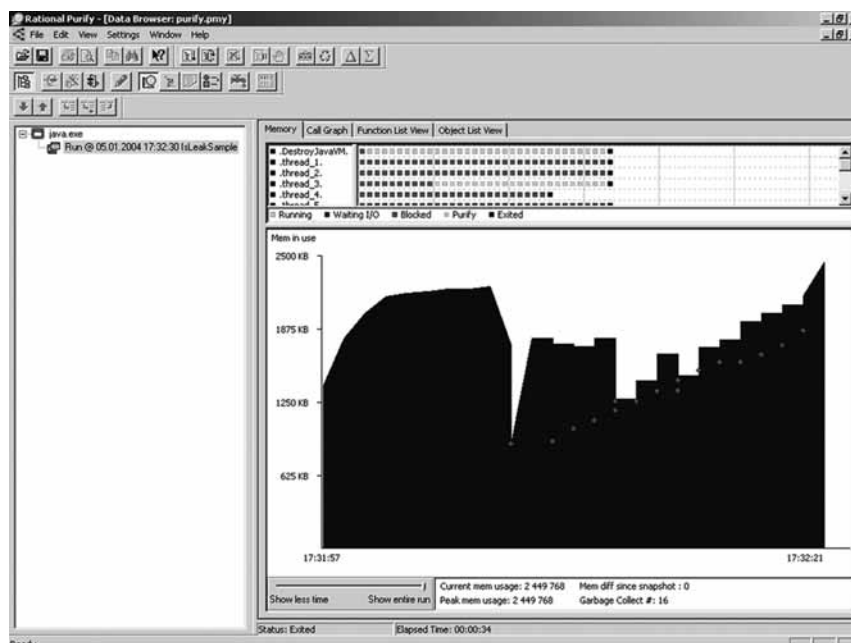 Rational Purify - [Data Browser: purify.pmy]
File Edit View Settings Window Help
java.exe
Run @ 05.01.2004 17:32:30 IsLeakSample
Memory Call Graph Function List View Object List View
.DestroyJavaVM.
.thread_1.
.thread_2.
.thread_3.
.thread_4.
Running Waiting I/O Blocked Purify Exited
Mem in use
2500 KB
1875 KB
1250 KB
625 KB
17:31:57 17:32:21
Show less time Show entire run
Current mem usage: 2 449 768 Mem diff since snapshot : 0
Peak mem usage: 2 449 768 Garbage Collect #: 16
Status: Exited Elapsed Time: 00:00:34